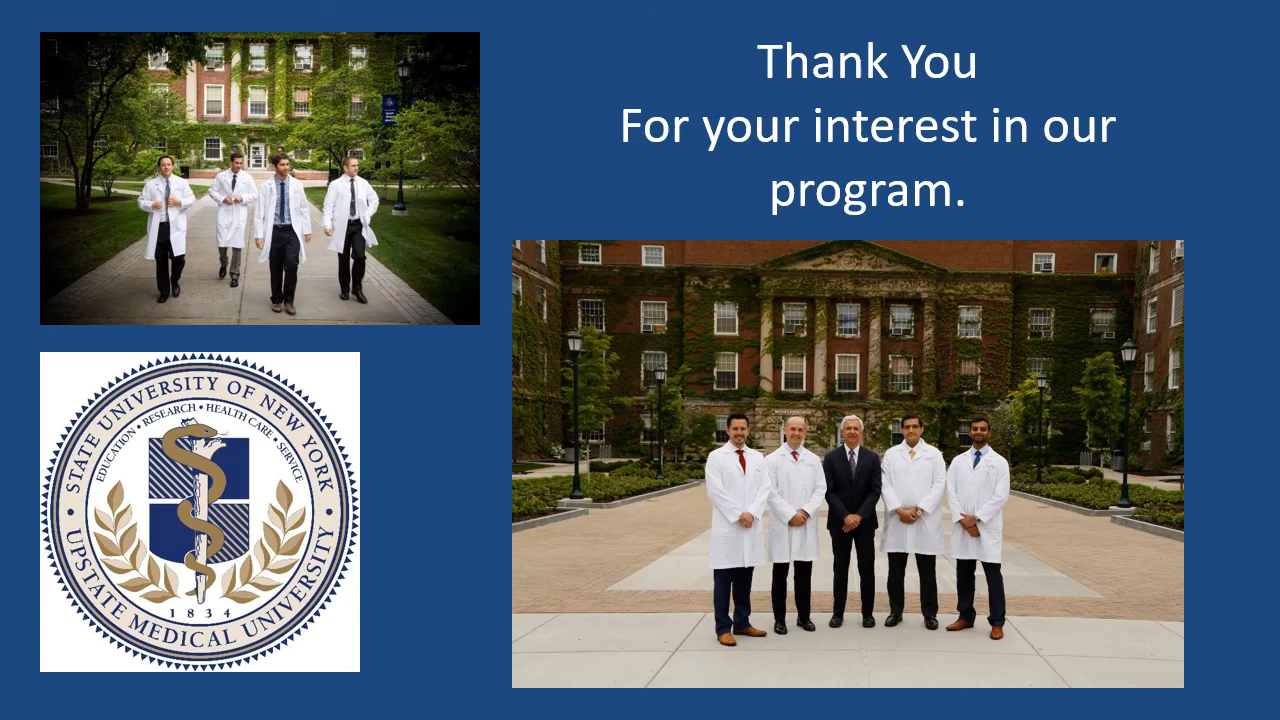 Thank You
For your interest in our
program.
STATE UNIVERSITY OF NEW YORK
EDUCATION • RESEARCH • HEALTH CARE • SERVICE
1834
• UPSTATE MEDICAL UNIVERSITY •